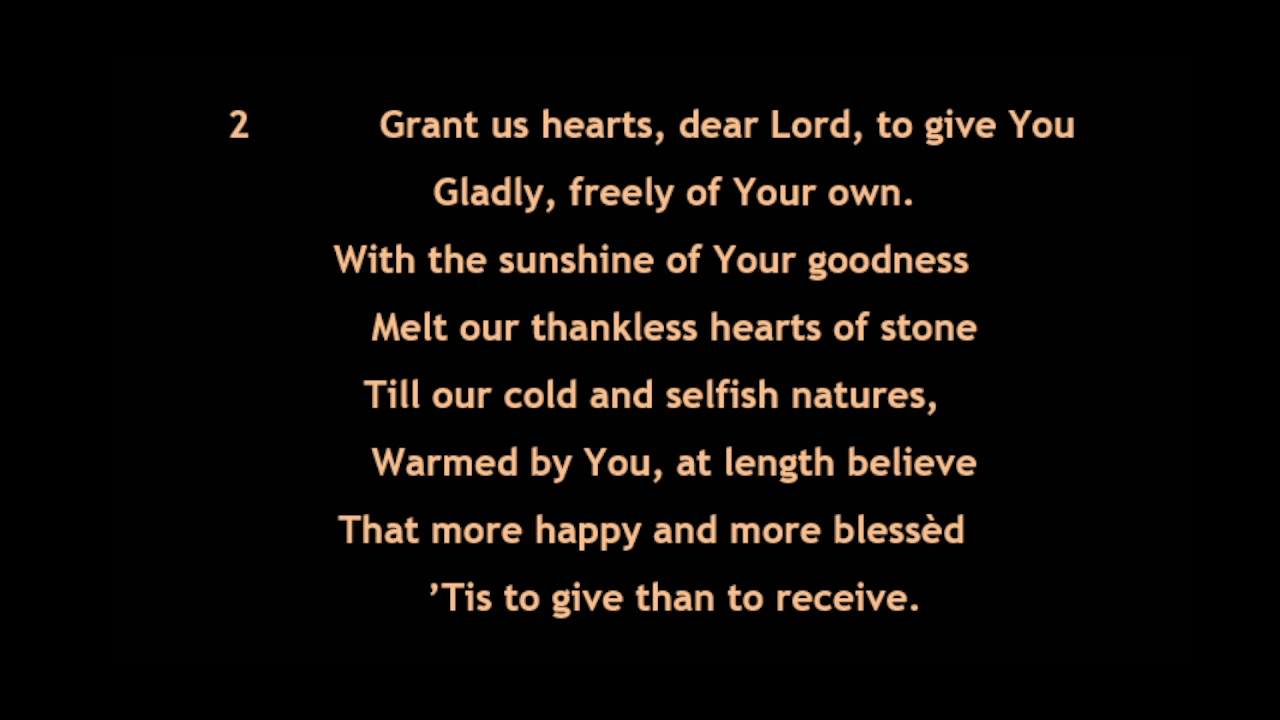 2 Grant us hearts, dear Lord, to give You
Gladly, freely of Your own.
With the sunshine of Your goodness
Melt our thankless hearts of stone
Till our cold and selfish natures,
Warmed by You, at length believe
That more happy and more blessèd
’Tis to give than to receive.